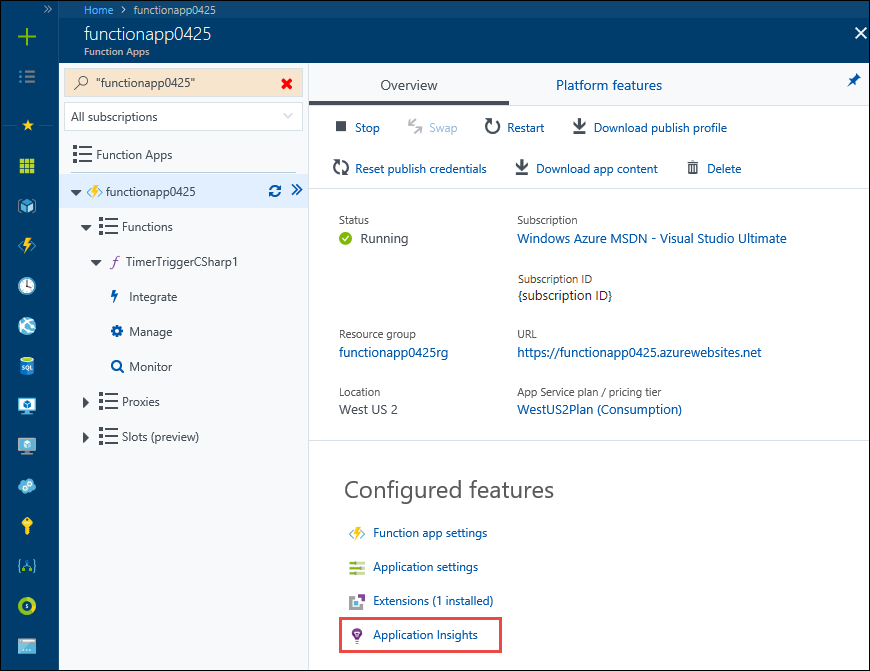 Home > functionapp0425
functionapp0425
Function Apps
"functionapp0425"
All subscriptions
Function Apps
functionapp0425
Functions
TimerTriggerCSharp1
Integrate
Manage
Monitor
Proxies
Slots (preview)
Overview
Platform features
Stop
Swap
Restart
Download publish profile
Reset publish credentials
Download app content
Delete
Status
Running
Subscription
Windows Azure MSDN - Visual Studio Ultimate
Subscription ID
{subscription ID}
Resource group
functionapp0425rg
URL
https://functionapp0425.azurewebsites.net
Location
West US 2
App Service plan / pricing tier
WestUS2Plan (Consumption)
Configured features
Function app settings
Application settings
Extensions (1 installed)
Application Insights